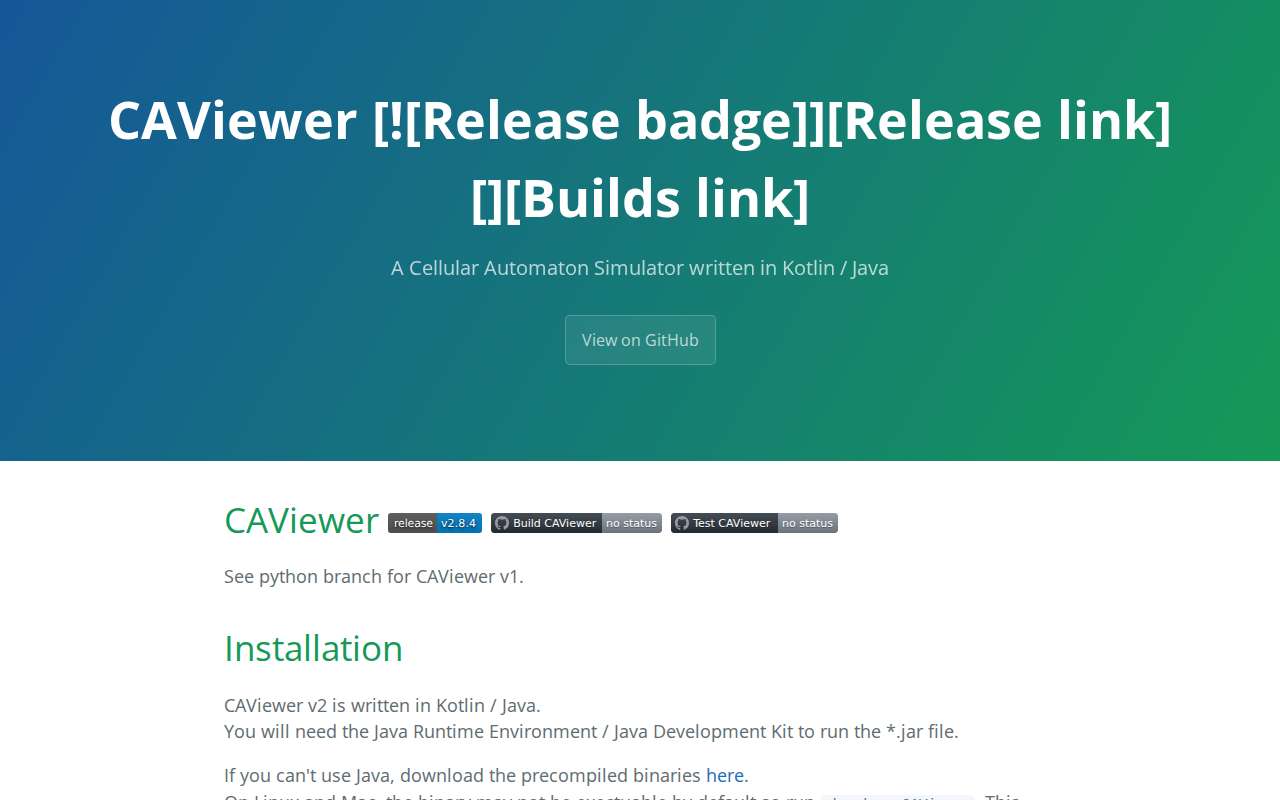 CAViewer [![Release badge]][Release link]
[][Builds link]
A Cellular Automaton Simulator written in Kotlin / Java
View on GitHub
CAViewer release v2.8.4 Build CAViewer no status Test CAViewer no status
See python branch for CAViewer v1.
Installation
CAViewer v2 is written in Kotlin / Java.
You will need the Java Runtime Environment / Java Development Kit to run the *.jar file.
If you can't use Java, download the precompiled binaries here.